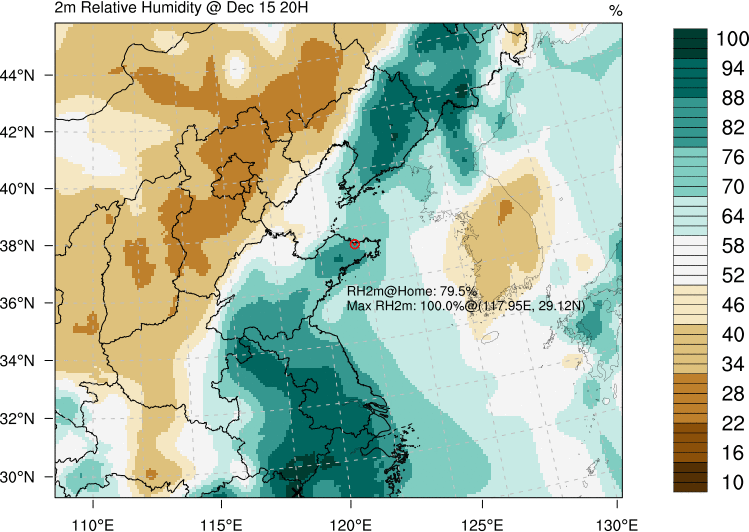 2m Relative Humidity @ Dec 15 20H
%
44°N
42°N
40°N
38°N
36°N
34°N
32°N
30°N
RH2m@Home: 79.5%
Max RH2m: 100.0%@(117.95E, 29.12N)
110°E
115°E
120°E
125°E
130°E
100
94
88
82
76
70
64
58
52
46
40
34
28
22
16
10